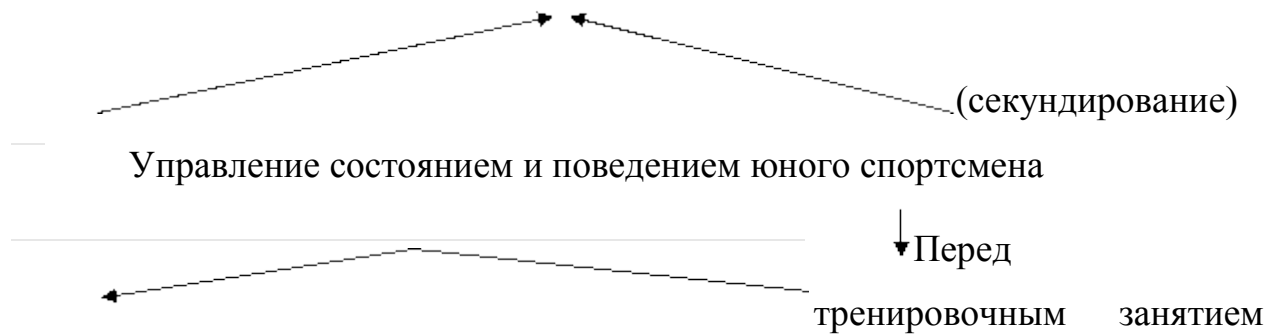 (секундирование)
Управление состоянием и поведением юного спортсмена
Перед
тренировочным занятием